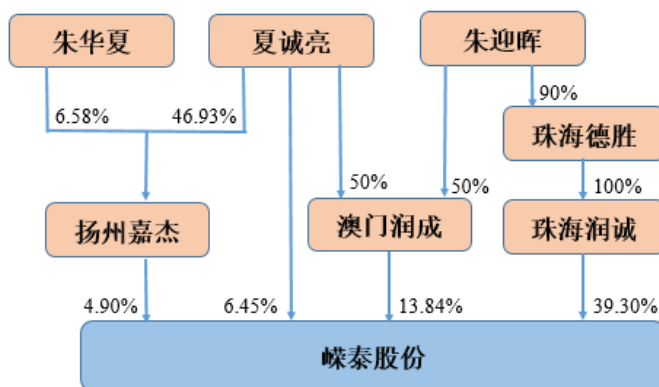 朱华夏
夏诚亮
朱迎晖
90%
6.58%
46.93%
珠海德胜
50%
50%
100%
扬州嘉杰
澳门润成
珠海润诚
4.90%
6.45%
13.84%
39.30%
嵘泰股份